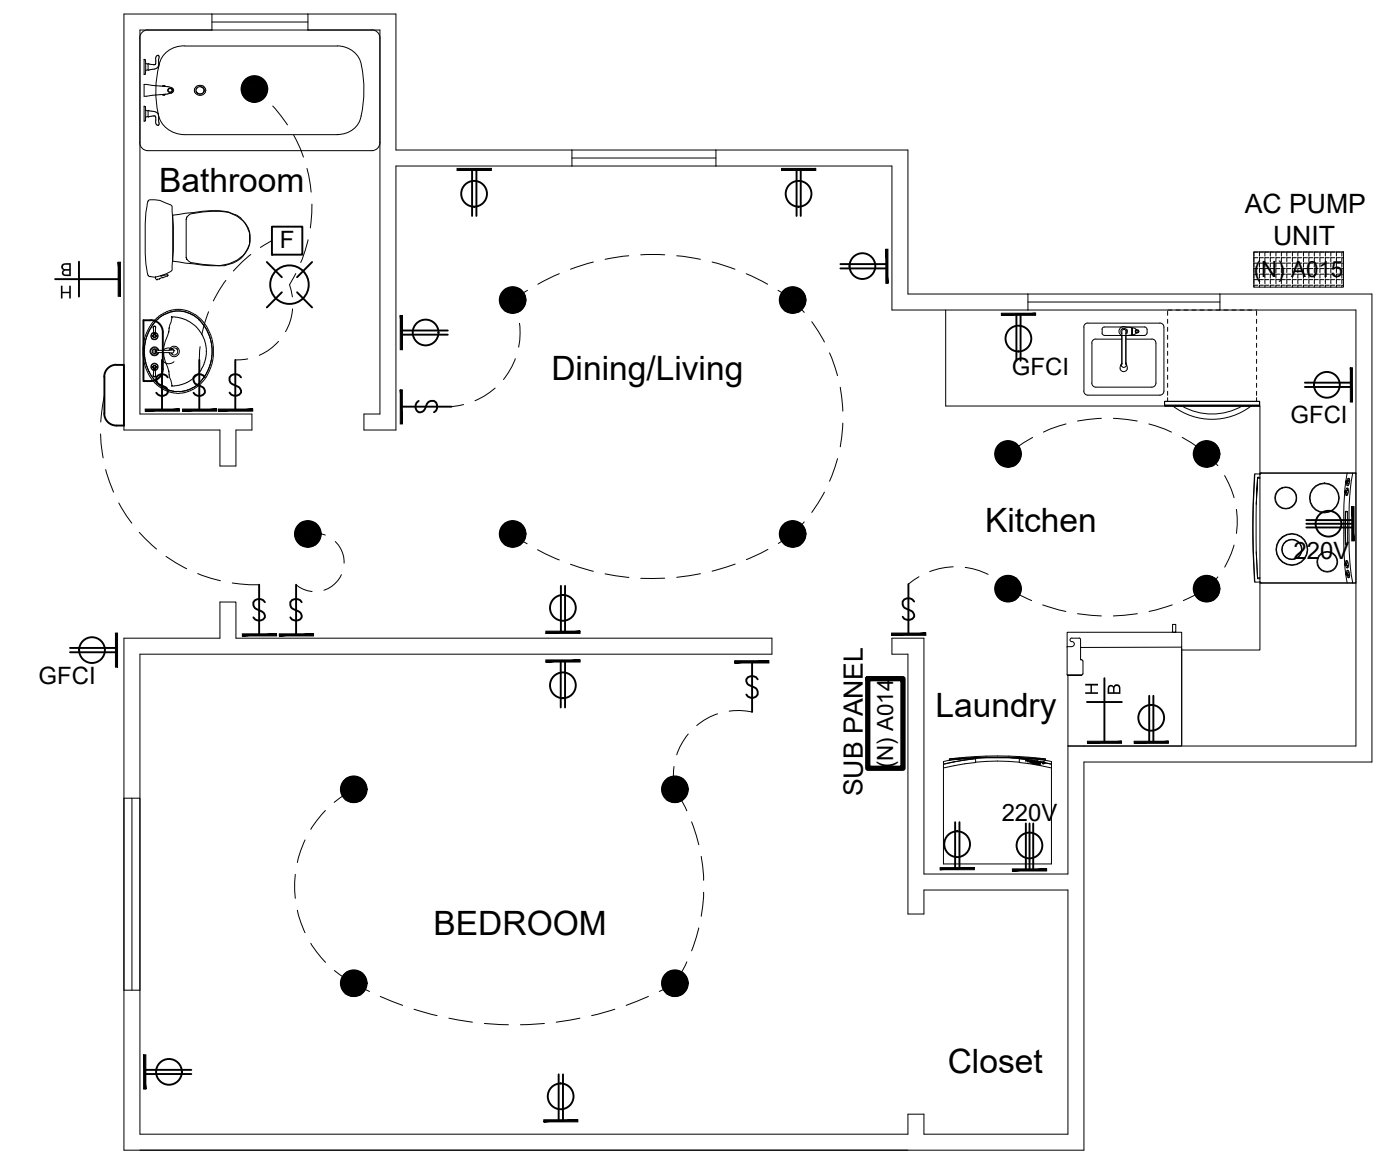 Bathroom
F
AC PUMP
UNIT
(N) A015
B
H
S
S
S
Dining/Living
S
GFCI
GFCI
Kitchen
220V
S
S
S
GFCI
S
SUB PANEL
(N) A014
Laundry
H
B
220V
BEDROOM
Closet